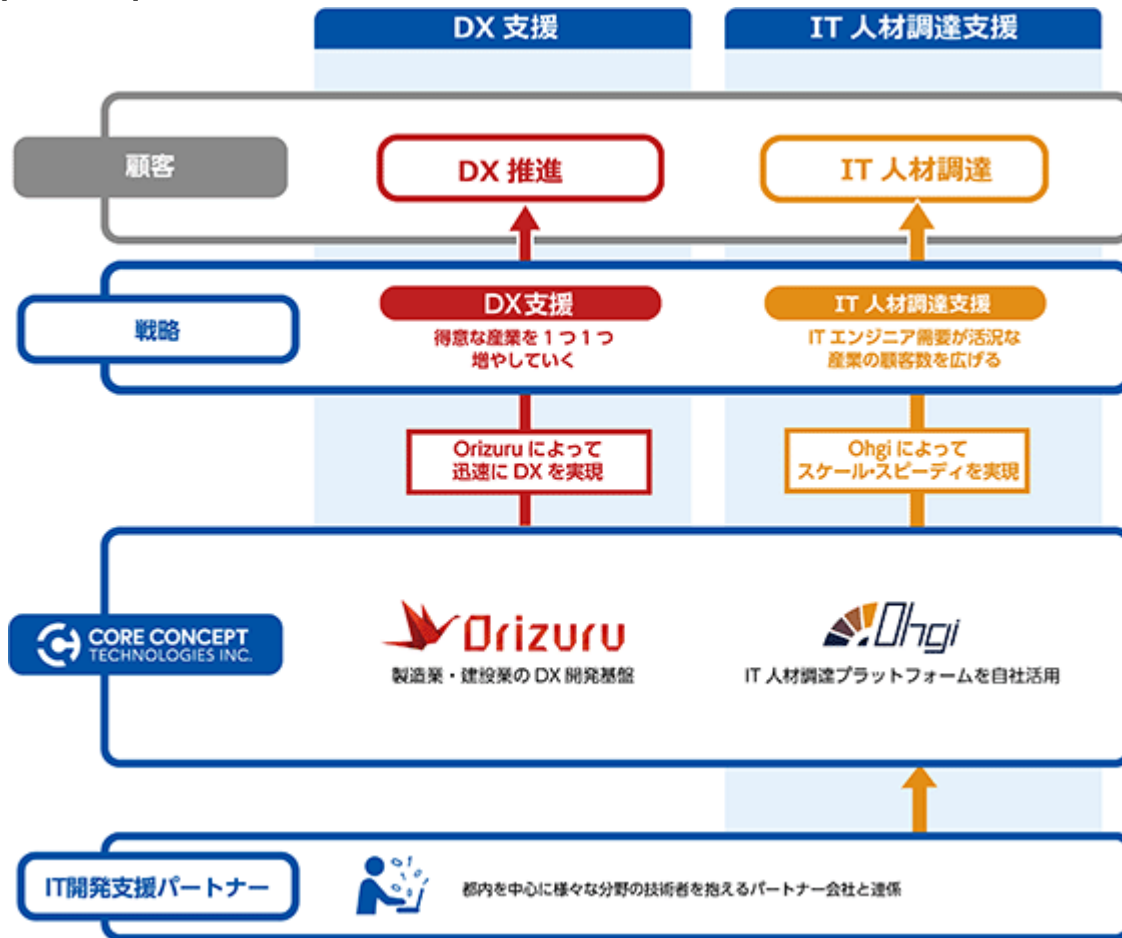 DX 支援
IT 人材調達支援
顧客
DX 推進
IT 人材調達
戦略
DX支援
得意な産業を1つ1つ
増やしていく
IT 人材調達支援
IT エンジニア需要が活況な
産業の顧客数を広げる
Orizuru によって
迅速に DX を実現
Ohgi によって
スケール・スピーディを実現
CORE CONCEPT
TECHNOLOGIES INC.
Orizuru
製造業・建設業の DX 開発基盤
Ohgi
IT 人材調達プラットフォームを自社活用
IT開発支援パートナー
都内を中心に様々な分野の技術者を抱えるパートナー会社と連係